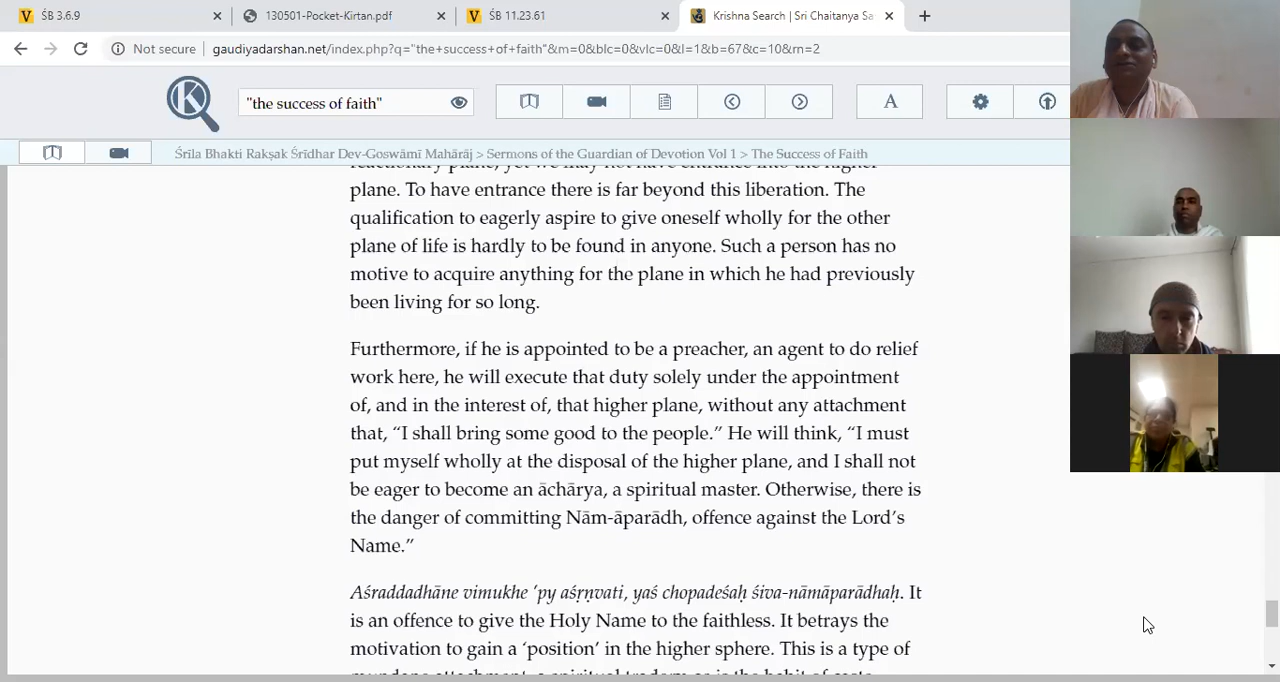 ŚB 3.6.9
130501-Pocket-Kirtan.pdf
ŚB 11.23.61
Krishna Search | Sri Chaitanya Sa
Not secure
gaudiyadarshan.net/index.php?q="the+success+of+faith"&m=0&blc=0&vlc=0&l=1&b=67&c=10&rn=2
K
"the success of faith"
A
Śrīla Bhakti Rakṣak Śrīdhar Dev-Goswāmī Mahārāj > Sermons of the Guardian of Devotion Vol 1 > The Success of Faith
reactionary plane, yet we may not have entrance into the higher
plane. To have entrance there is far beyond this liberation. The
qualification to eagerly aspire to give oneself wholly for the other
plane of life is hardly to be found in anyone. Such a person has no
motive to acquire anything for the plane in which he had previously
been living for so long.
Furthermore, if he is appointed to be a preacher, an agent to do relief
work here, he will execute that duty solely under the appointment
of, and in the interest of, that higher plane, without any attachment
that, “I shall bring some good to the people.” He will think, “I must
put myself wholly at the disposal of the higher plane, and I shall not
be eager to become an āchārya, a spiritual master. Otherwise, there is
the danger of committing Nām-āparādh, offence against the Lord’s
Name.”
Aśraddadhāne vimukhe ’py aśṛṇvati, yaś chopadeśaḥ śiva-nāmāparādhaḥ. It
is an offence to give the Holy Name to the faithless. It betrays the
motivation to gain a ‘position’ in the higher sphere. This is a type of